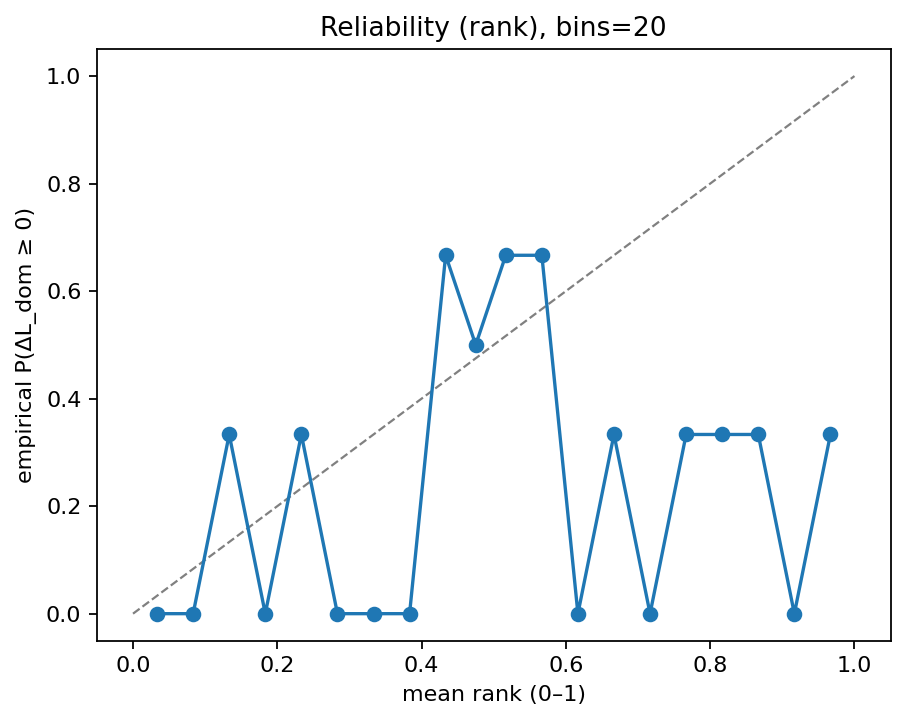 Reliability (rank), bins=20
empirical P(ΔL_dom ≥ 0)
1.0
0.8
0.6
0.4
0.2
0.0
0.0 0.2 0.4 0.6 0.8 1.0
mean rank (0–1)